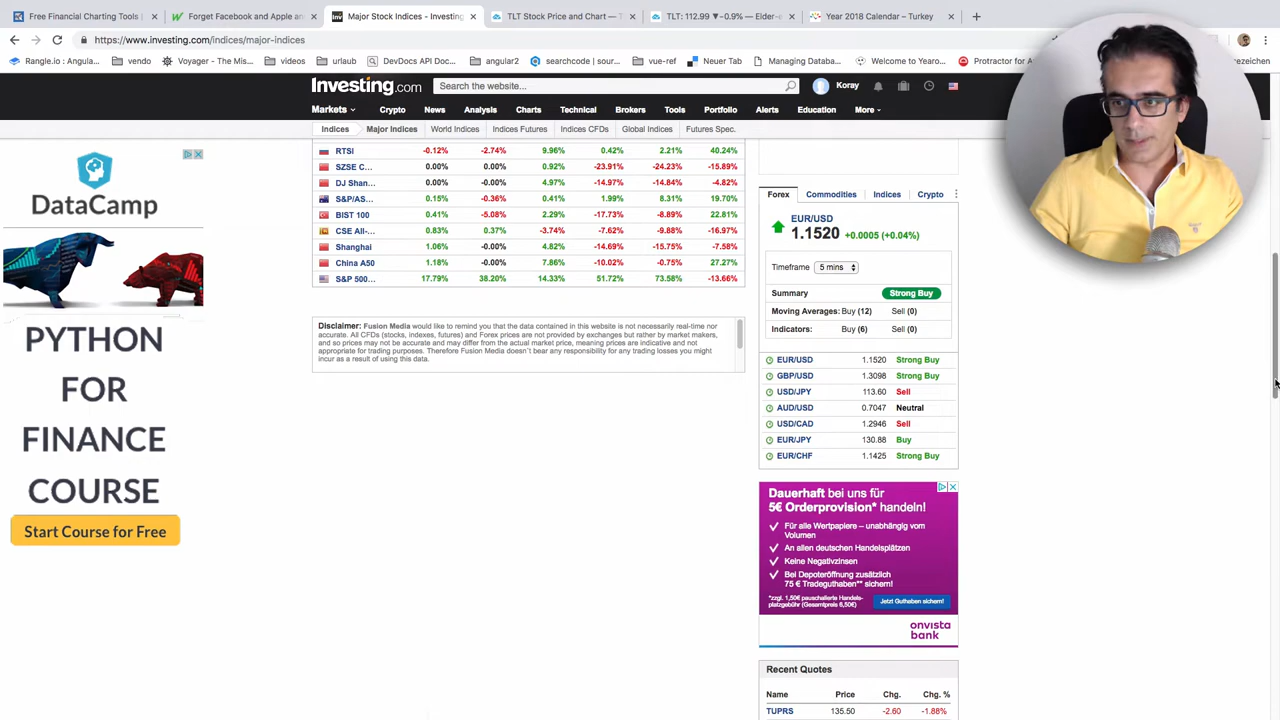 Free Financial Charting Tools |
Forget Facebook and Apple an
Major Stock Indices - Investing
TLT Stock Price and Chart — T
TLT: 112.99 ▼−0.9% — Elder-
Year 2018 Calendar – Turkey
https://www.investing.com/indices/major-indices
Rangle.io : Angula...
vendo
Voyager - The Mis...
videos
urlaub
DevDocs API Doc...
angular2
searchcode | sour...
vue-ref
Neuer Tab
Managing Databa...
Welcome to Yearo...
Protractor for A
zeichen
Investing.com
Search the website...
Koray
Markets
Crypto
News
Analysis
Charts
Technical
Brokers
Tools
Portfolio
Alerts
Education
More
Indices
Major Indices
World Indices
Indices Futures
Indices CFDs
Global Indices
Futures Spec.
RTSI -0.12% -2.74% 9.96% 0.42% 2.21% 40.24%
SZSE C... 0.00% -0.00% 0.92% -23.91% -24.23% -15.89%
DJ Shan... 0.00% -0.00% 4.97% -14.97% -14.84% -4.82%
S&P/AS... 0.15% -0.36% 0.41% 1.99% 8.31% 19.70%
BIST 100 0.41% -5.08% 2.29% -17.73% -8.89% 22.81%
CSE All-... 0.83% 0.37% -3.74% -7.62% -9.88% -16.97%
Shanghai 1.06% -0.00% 4.82% -14.69% -15.75% -7.58%
China A50 1.18% -0.00% 7.86% -10.02% -0.75% 27.27%
S&P 500... 17.79% 38.20% 14.33% 51.72% 73.58% -13.66%
Disclaimer: Fusion Media would like to remind you that the data contained in this website is not necessarily real-time nor
accurate. All CFDs (stocks, indexes, futures) and Forex prices are not provided by exchanges but rather by market makers,
and so prices may not be accurate and may differ from the actual market price, meaning prices are indicative and not
appropriate for trading purposes. Therefore Fusion Media doesn`t bear any responsibility for any trading losses you might
incur as a result of using this data.
DataCamp
PYTHON
FOR
FINANCE
COURSE
Start Course for Free
Forex
Commodities
Indices
Crypto
EUR/USD
1.1520 +0.0005 (+0.04%)
Timeframe 5 mins
Summary Strong Buy
Moving Averages: Buy (12) Sell (0)
Indicators: Buy (6) Sell (0)
EUR/USD 1.1520 Strong Buy
GBP/USD 1.3098 Strong Buy
USD/JPY 113.60 Sell
AUD/USD 0.7047 Neutral
USD/CAD 1.2946 Sell
EUR/JPY 130.88 Buy
EUR/CHF 1.1425 Strong Buy
Dauerhaft bei uns für
5€ Orderprovision* handeln!
Für alle Wertpapiere – unabhängig vom
Volumen
An allen deutschen Handelsplätzen
Keine Negativzinsen
Bei Depoteröffnung zusätzlich
75 € Tradeguthaben** sichern!
*zzgl. 1,50€ pauschalierte Handels-
platzgebühr (Gesamtpreis 6,50€)
Jetzt Guthaben sichern!
onvista
bank
Recent Quotes
Name Price Chg. Chg. %
TUPRS 135.50 -2.60 -1.88%